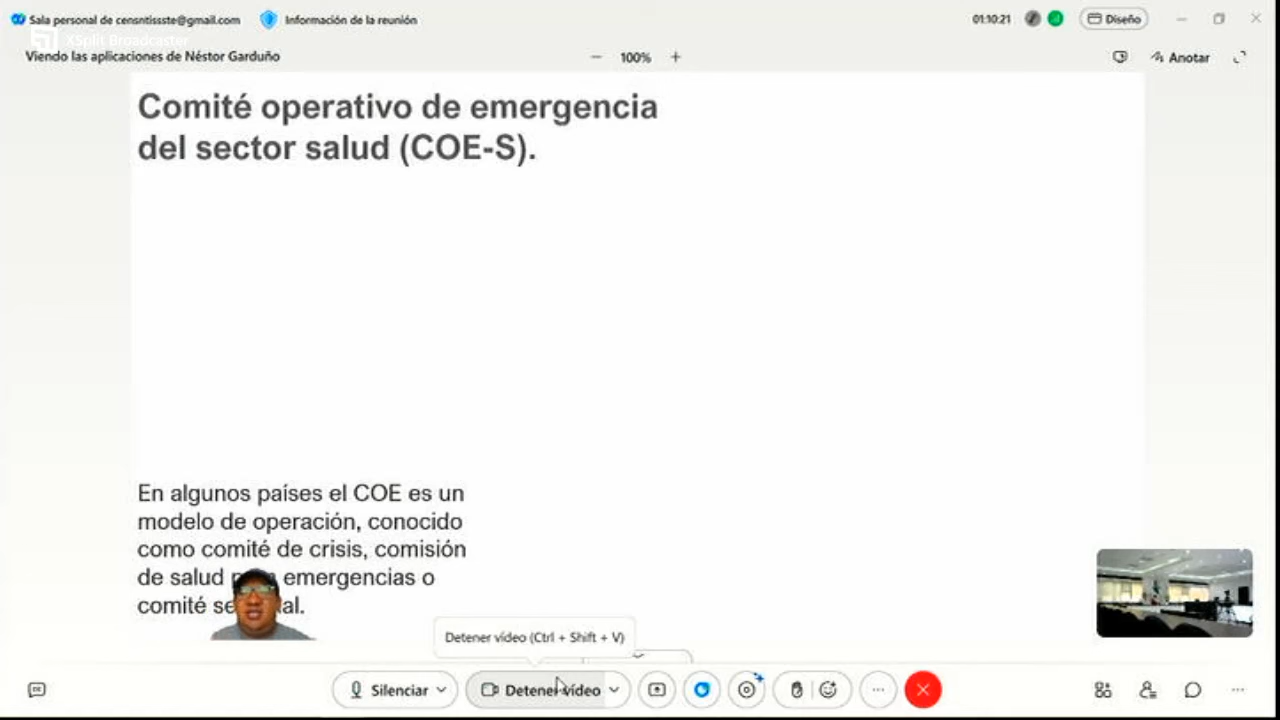 Sala personal de censntissste@gmail.com
Información de la reunión
01:10:21
Diseño
XSplit Broadcaster
Viendo las aplicaciones de Néstor Garduño
100%
Anotar
Comité operativo de emergencia
del sector salud (COE-S).
En algunos países el COE es un
modelo de operación, conocido
como comité de crisis, comisión
de salud emergencias o
comité
Detener vídeo (Ctrl + Shift + V)
Silenciar
Detener vídeo